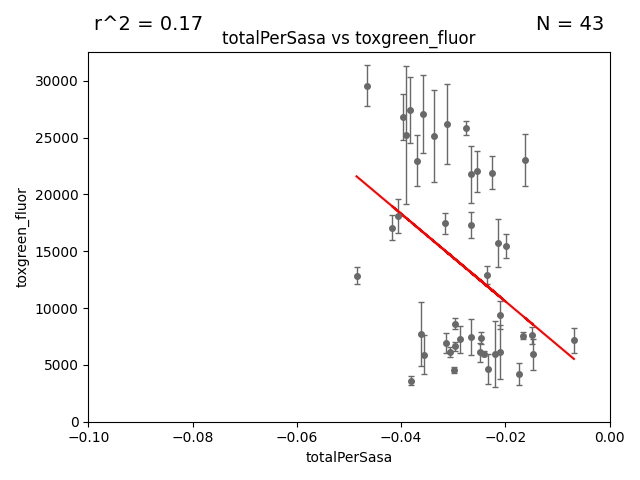 r^2 = 0.17
N = 43
totalPerSasa vs toxgreen_fluor
30000
25000
20000
15000
10000
5000
0
toxgreen_fluor
−0.10
−0.08
−0.06
−0.04
−0.02
0.00
totalPerSasa